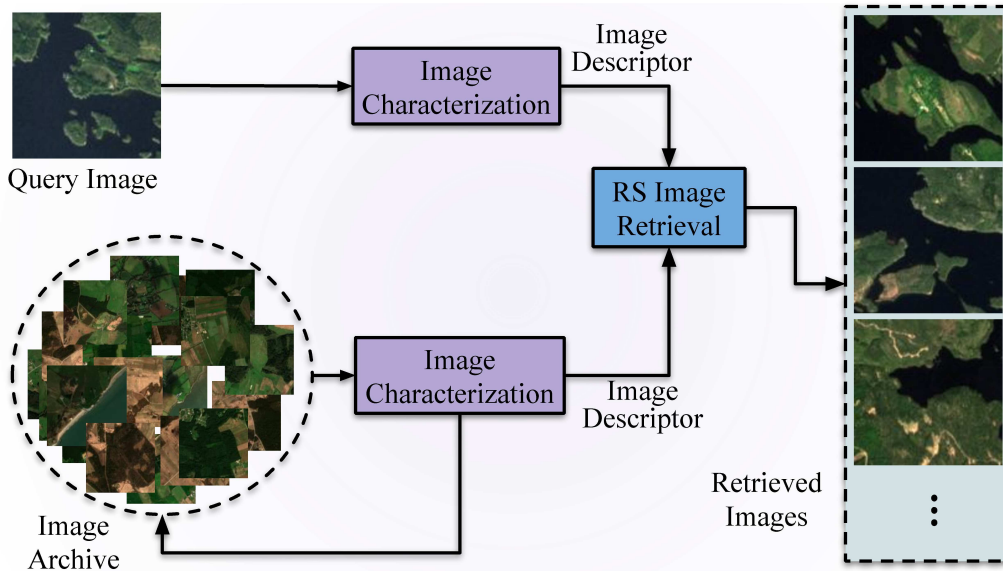 Image
Descriptor
Image
Characterization
Query Image
RS Image
Retrieval
Image
Characterization
Image
Descriptor
Retrieved
Images
Image
Archive